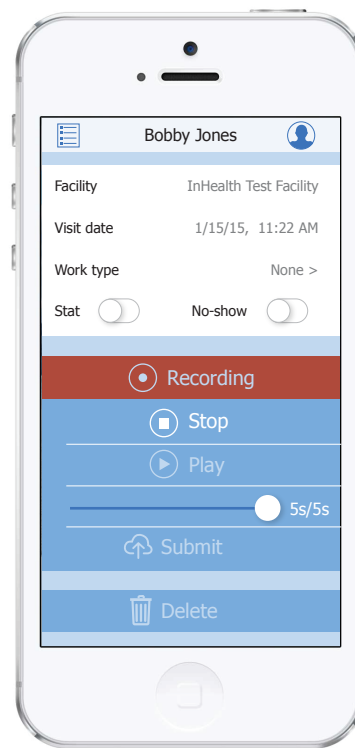 Bobby Jones
Facility InHealth Test Facility
Visit date 1/15/15, 11:22 AM
Work type None >
Stat No-show
Recording
Stop
Play
5s/5s
Submit
Delete